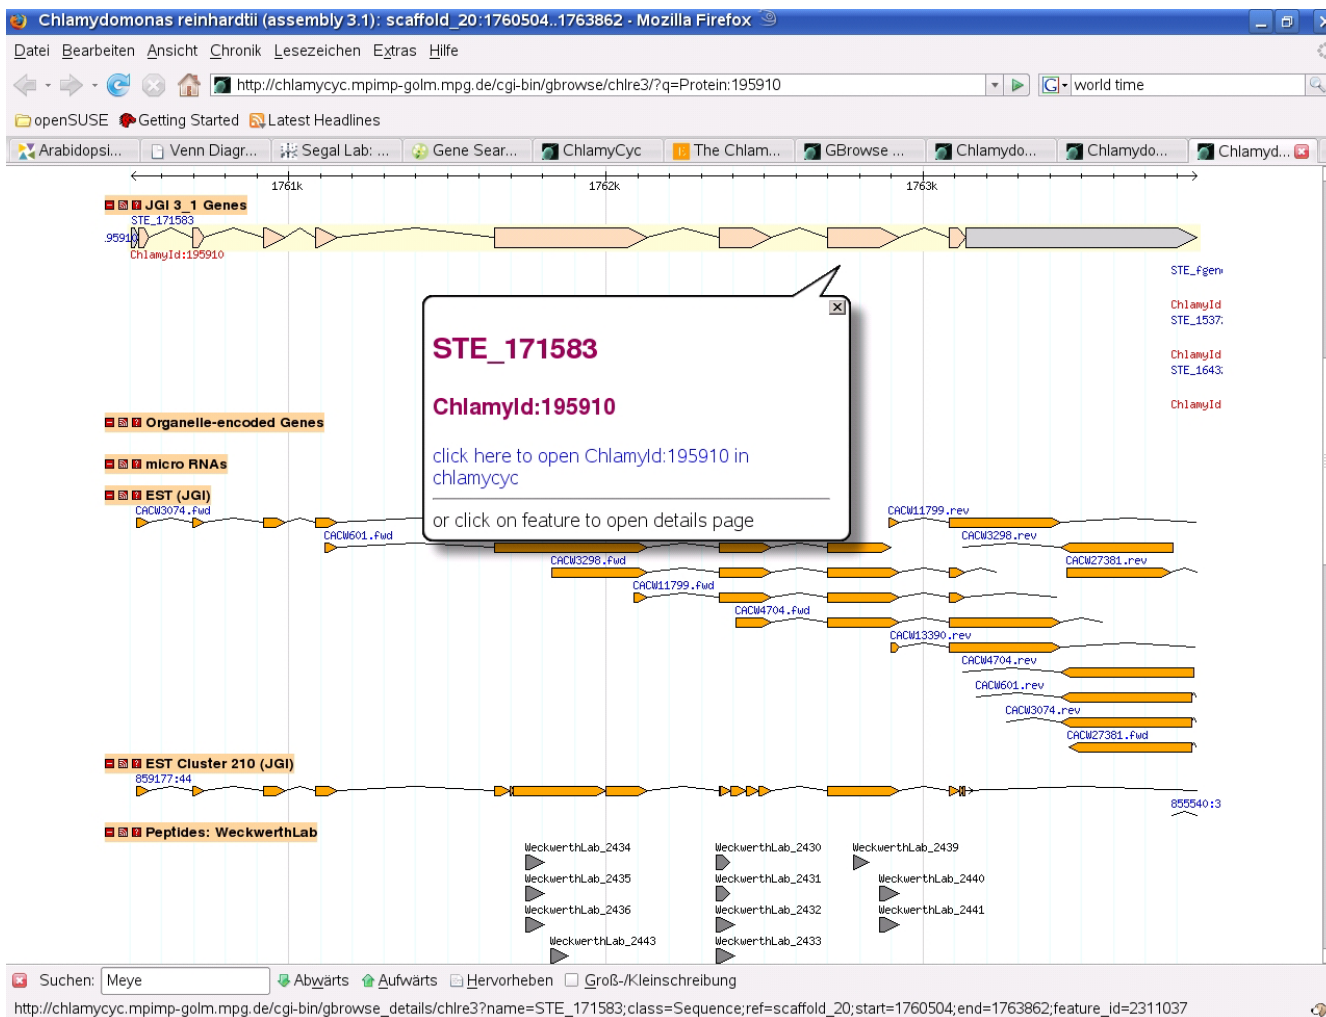 Chlamydomonas reinhardtii (assembly 3.1): scaffold_20:1760504..1763862 - Mozilla Firefox
Datei Bearbeiten Ansicht Chronik Lesezeichen Extras Hilfe
http://chlamycyc.mpimp-golm.mpg.de/cgi-bin/gbrowse/chlre3/?q=Protein:195910
G world time
openSUSE Getting Started Latest Headlines
Arabidopsi... Venn Diagr... Segal Lab: ... Gene Sear... ChlamyCyc The Chlam... GBrowse ... Chlamydo... Chlamydo... Chlamyd...
1761k 1762k 1763k
JGI 3_1 Genes
STE_171583
95910
ChlamyId:195910
STE_fgen
ChlamyId
STE_1537
ChlamyId
STE_1643
ChlamyId
STE_171583
ChlamyId:195910
click here to open ChlamyId:195910 in
chlamycyc
or click on feature to open details page
Organelle-encoded Genes
micro RNAs
EST (JGI)
CACW3074.fwd CACW11799.rev
CACW601.fwd CACW3298.rev
CACW3298.fwd CACW27381.rev
CACW11799.fwd
CACW4704.fwd
CACW13390.rev
CACW4704.rev
CACW601.rev
CACW3074.rev
CACW27381.fwd
EST Cluster 210 (JGI)
859177:44
855540:3
Peptides: WeckwerthLab
WeckwerthLab_2434 WeckwerthLab_2430 WeckwerthLab_2439
WeckwerthLab_2435 WeckwerthLab_2431 WeckwerthLab_2440
WeckwerthLab_2436 WeckwerthLab_2432 WeckwerthLab_2441
WeckwerthLab_2443 WeckwerthLab_2433
Suchen: Meye Abwärts Aufwärts Hervorheben Groß-/Kleinschreibung
http://chlamycyc.mpimp-golm.mpg.de/cgi-bin/gbrowse_details/chlre3?name=STE_171583;class=Sequence;ref=scaffold_20;start=1760504;end=1763862;feature_id=2311037